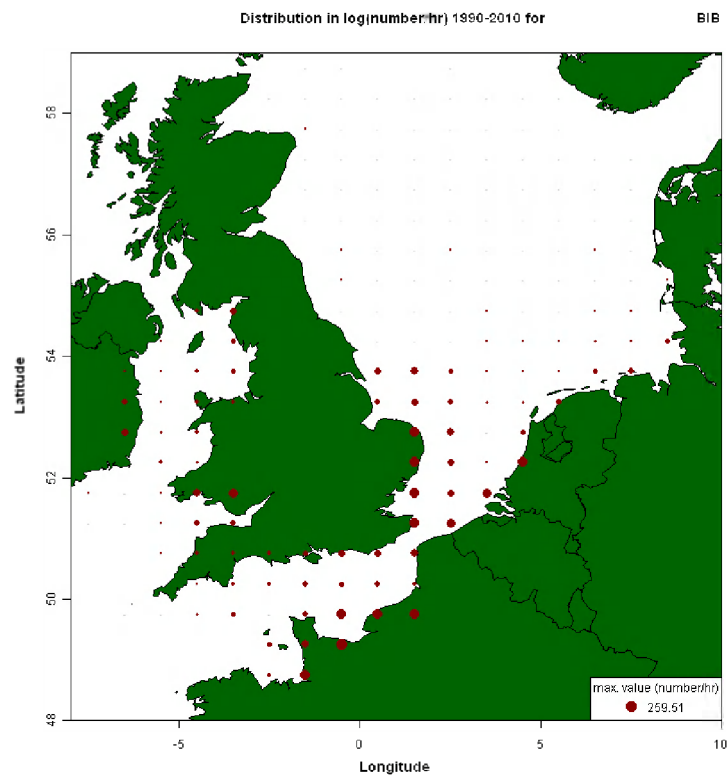 Distribution in log(number/hr) 1990-2010 for BIB
58
56
54
52
50
48
Latitude
-5 0 5 10
Longitude
max. value (number/hr)
259.51